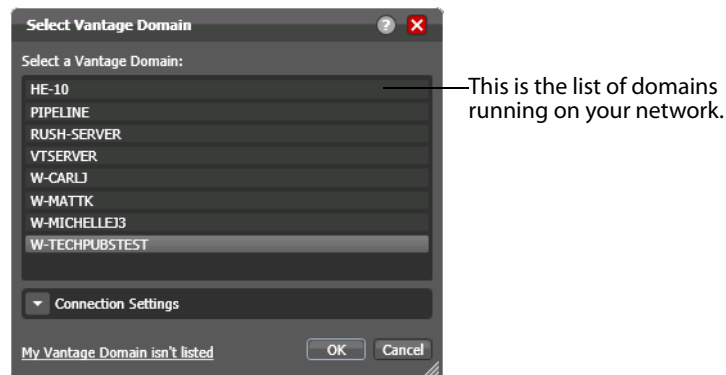 Select Vantage Domain
?
Select a Vantage Domain:
HE-10
PIPELINE
RUSH-SERVER
VTSERVER
W-CARLJ
W-MATTK
W-MICHELLEJ3
W-TECHPUBSTEST
Connection Settings
My Vantage Domain isn't listed
OK
Cancel
This is the list of domains
running on your network.